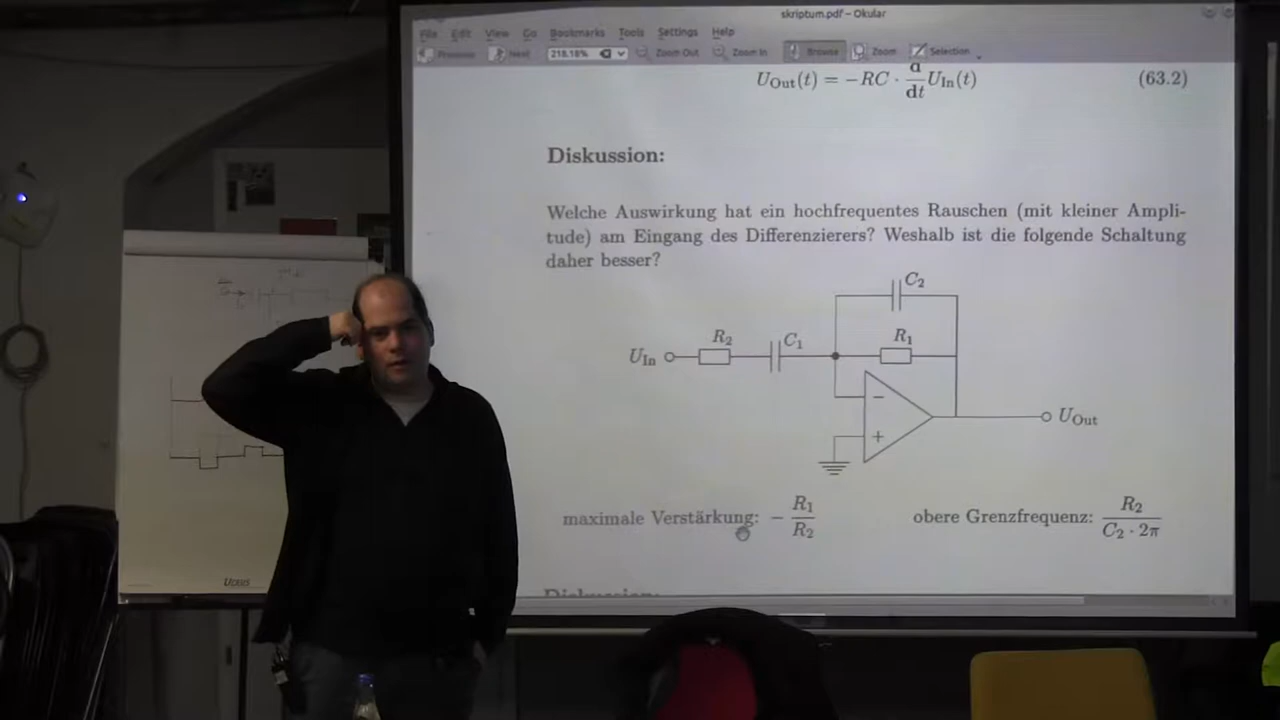 skriptum.pdf – Okular
File Edit View Go Bookmarks Tools Settings Help
Previous Next 218.18% Zoom Out Zoom In Browse Zoom Selection
U_Out(t) = −RC · d/dt U_In(t) (63.2)
Diskussion:
Welche Auswirkung hat ein hochfrequentes Rauschen (mit kleiner Ampli-
tude) am Eingang des Differenzierers? Weshalb ist die folgende Schaltung
daher besser?
C₂
U_In R₂ C₁ R₁
−
+
U_Out
maximale Verstärkung: − R₁/R₂ obere Grenzfrequenz: R₂/(C₂ · 2π)
Diskussion: